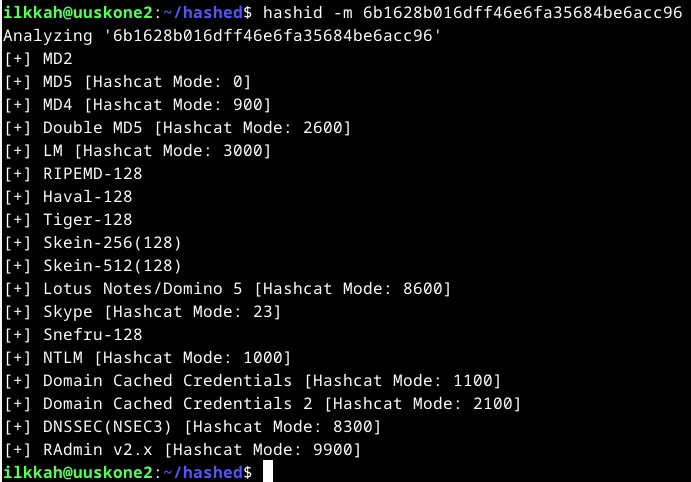 ilkkah@uuskone2:~/hashed$ hashid -m 6b1628b016dff46e6fa35684be6acc96
Analyzing '6b1628b016dff46e6fa35684be6acc96'
[+] MD2
[+] MD5 [Hashcat Mode: 0]
[+] MD4 [Hashcat Mode: 900]
[+] Double MD5 [Hashcat Mode: 2600]
[+] LM [Hashcat Mode: 3000]
[+] RIPEMD-128
[+] Haval-128
[+] Tiger-128
[+] Skein-256(128)
[+] Skein-512(128)
[+] Lotus Notes/Domino 5 [Hashcat Mode: 8600]
[+] Skype [Hashcat Mode: 23]
[+] Snefru-128
[+] NTLM [Hashcat Mode: 1000]
[+] Domain Cached Credentials [Hashcat Mode: 1100]
[+] Domain Cached Credentials 2 [Hashcat Mode: 2100]
[+] DNSSEC(NSEC3) [Hashcat Mode: 8300]
[+] RAdmin v2.x [Hashcat Mode: 9900]
ilkkah@uuskone2:~/hashed$